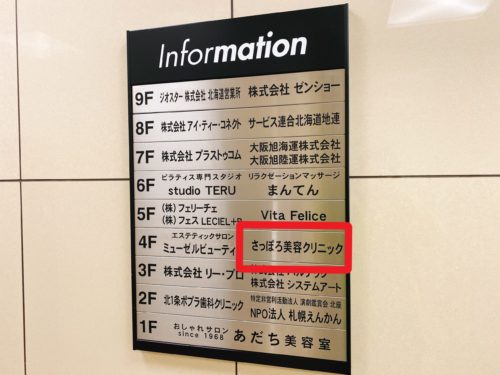 Information
9F ジオスター 株式会社 北海道営業所 株式会社 ゼンショー
8F 株式会社 アイ・ティー・コネクト サービス連合北海道地連
7F 株式会社 プラストゥコム 大阪旭海運株式会社
大阪旭陸運株式会社
6F ピラティス専門スタジオ リラクゼーションマッサージ
studio TERU まんてん
5F (株) フェリーチェ Vita Felice
(株) フェス LECIEL+R
4F エステティックサロン さっぽろ美容クリニック
ミューゼルビューティ
3F 株式会社 リー・プロ
株式会社 システムアート
2F 北1条ポプラ歯科クリニック 特定非営利活動法人 演劇鑑賞会 北座
NPO法人 札幌えんかん
1F おしゃれサロン あだち美容室
since 1968